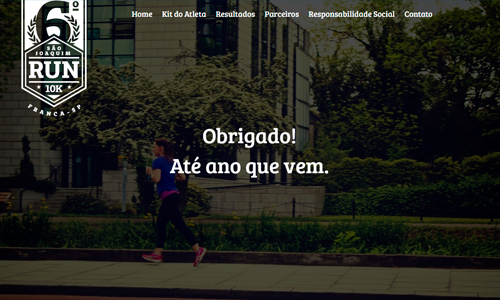 6º
SÃO
JOAQUIM
RUN
10K
FRANCA-SP
Home Kit do Atleta Resultados Parceiros Responsabilidade Social Contato
Obrigado!
Até ano que vem.